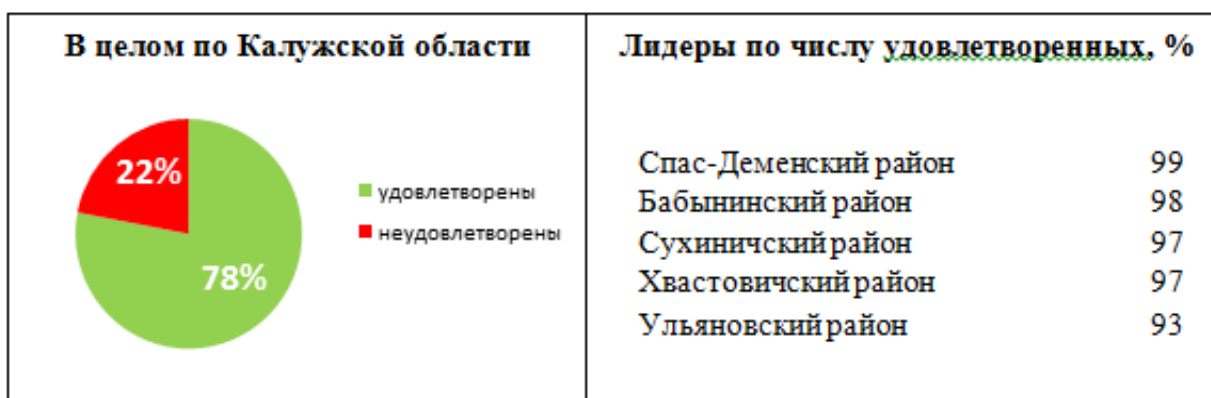 В целом по Калужской области
22%
78%
удовлетворены
неудовлетворены
Лидеры по числу удовлетворенных, %
Спас-Деменский район 99
Бабынинский район 98
Сухиничский район 97
Хвастовичский район 97
Ульяновский район 93